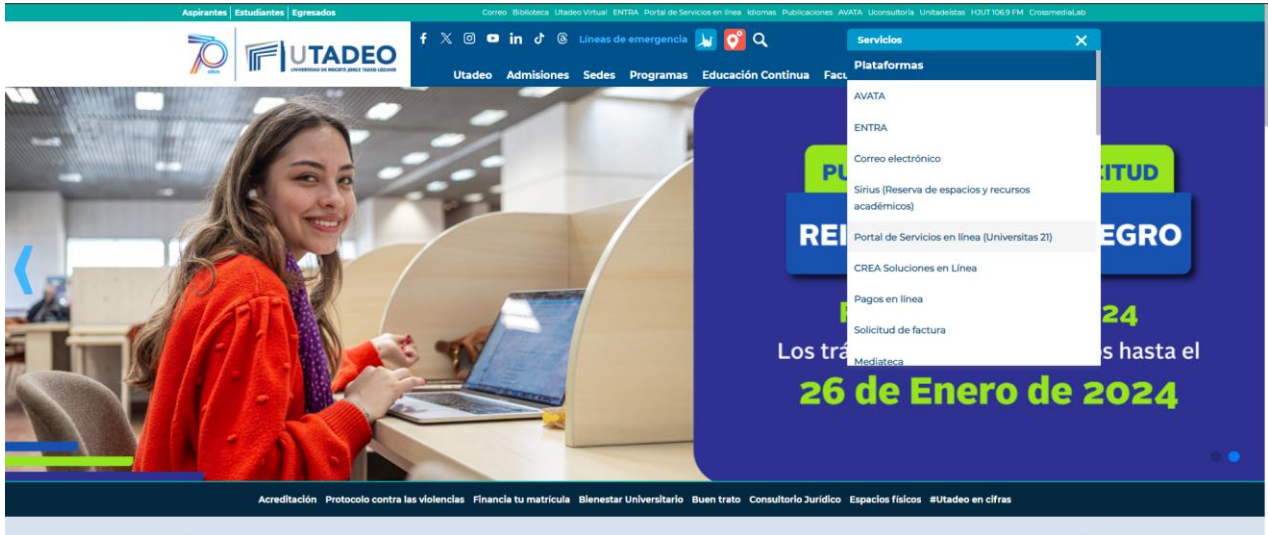 Aspirantes Estudiantes Egresados
Correo Biblioteca Utadeo Virtual ENTRA Portal de Servicios en línea Idiomas Publicaciones AVATA Uconsultoría Unitadeístas HJUT 106.9 FM CrossmediaLab
70 años
UTADEO
UNIVERSIDAD DE BOGOTÁ JORGE TADEO LOZANO
Líneas de emergencia
Utadeo Admisiones Sedes Programas Educación Continua Facu
Servicios
Plataformas
AVATA
ENTRA
Correo electrónico
Sirius (Reserva de espacios y recursos
académicos)
Portal de Servicios en línea (Universitas 21)
CREA Soluciones en Línea
Pagos en línea
Solicitud de factura
Mediateca
PU ITUD
REI EGRO
24
Los trá s hasta el
26 de Enero de 2024
Acreditación Protocolo contra las violencias Financia tu matrícula Bienestar Universitario Buen trato Consultorio Jurídico Espacios físicos #Utadeo en cifras